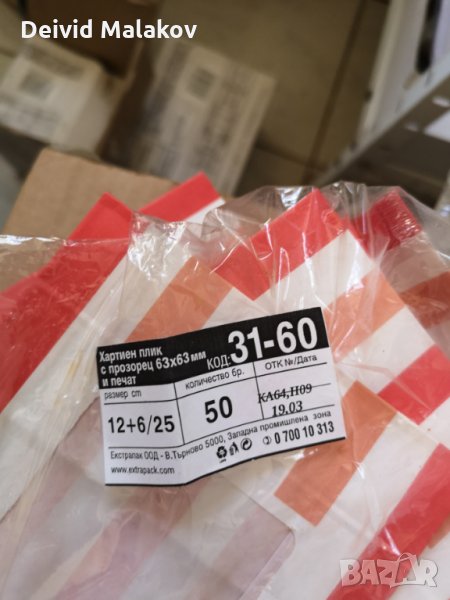 Deivid Malakov
Хартиен плик
с прозорец 63x63мм
и печат
КОД: 31-60
размер cm
количество бр.
ОТК №/Дата
12+6/25
50
КА64,Н09
19.03
Екстрапак ООД - В.Търново 5000, Западна промишлена зона
www.extrapack.com
0 700 10 313
BAZAR